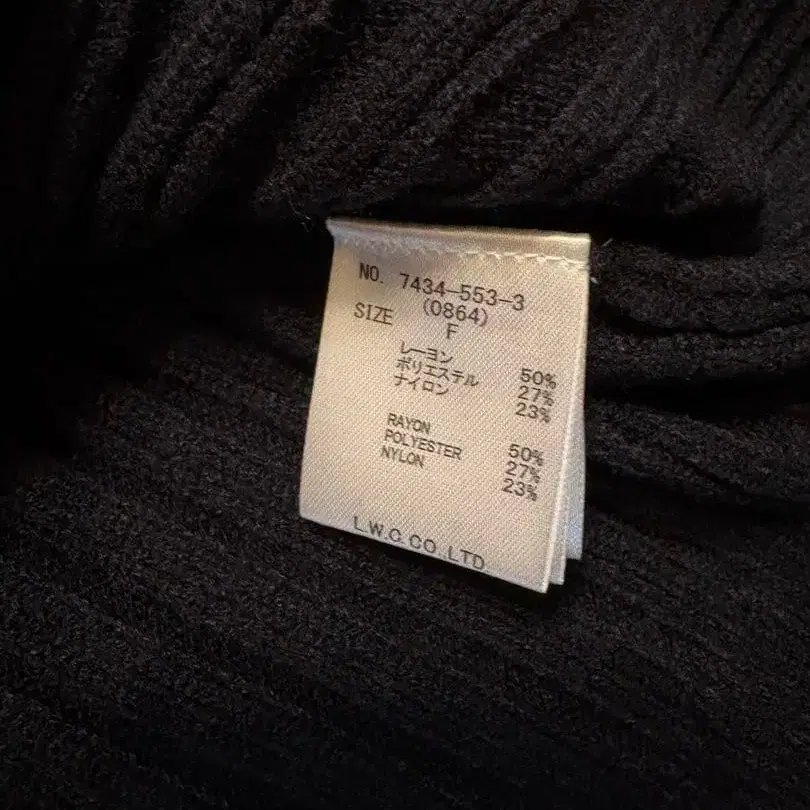 NO. 7434-553-3
(0864)
SIZE F
レーヨン 50%
ポリエステル 27%
ナイロン 23%
RAYON 50%
POLYESTER 27%
NYLON 23%
L.W.C.CO.,LTD.